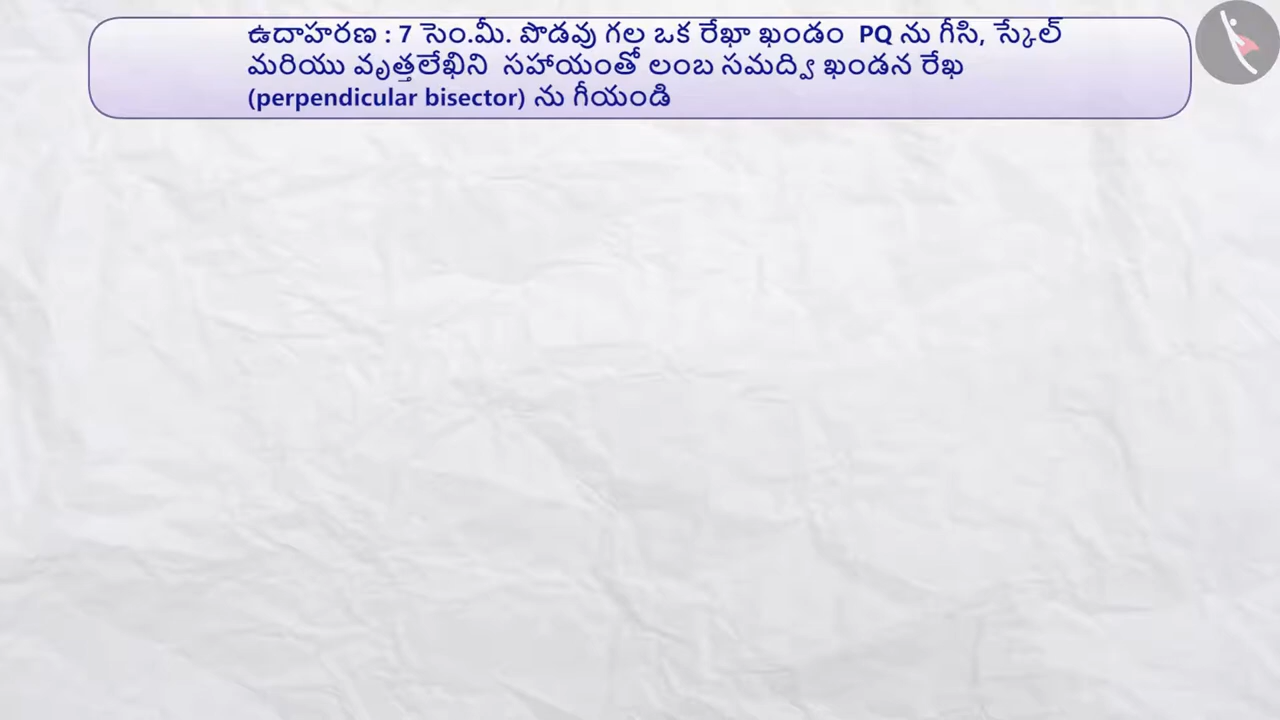 ఉదాహరణ : 7 సెం.మీ. పొడవు గల ఒక రేఖా ఖండం PQ ను గీసి, స్కేల్
మరియు వృత్తలేఖిని సహాయంతో లంబ సమద్వి ఖండన రేఖ
(perpendicular bisector) ను గీయండి